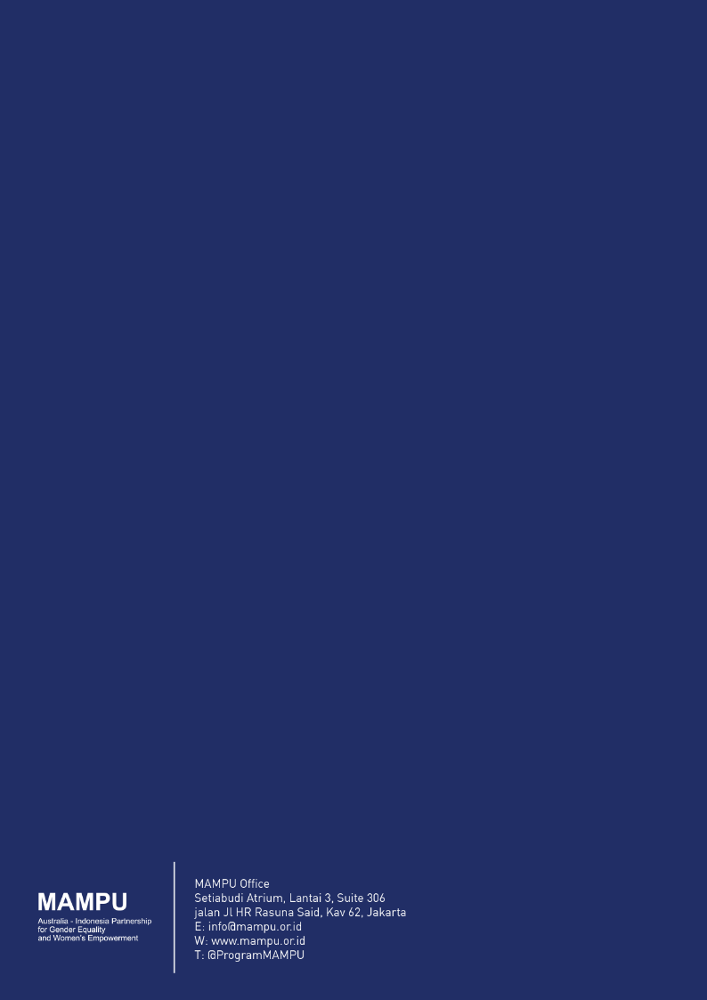 MAMPU
Australia - Indonesia Partnership
for Gender Equality
and Women's Empowerment
MAMPU Office
Setiabudi Atrium, Lantai 3, Suite 306
jalan Jl HR Rasuna Said, Kav 62, Jakarta
E: info@mampu.or.id
W: www.mampu.or.id
T: @ProgramMAMPU